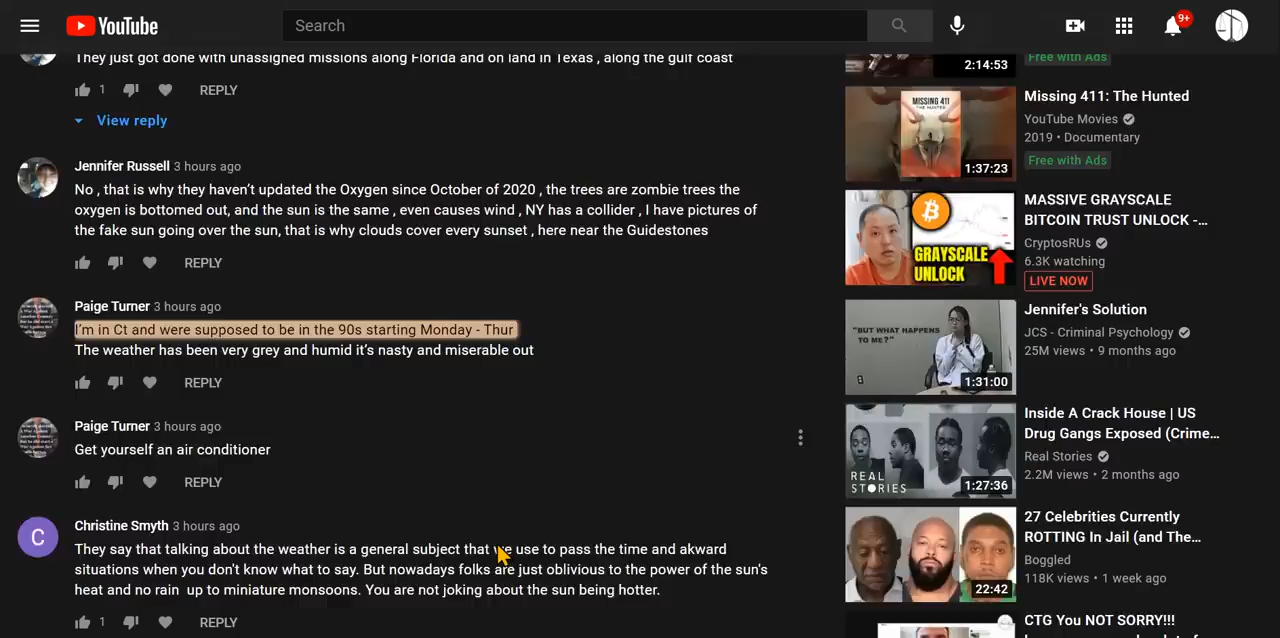 YouTube
Search
9+
They just got done with unassigned missions along Florida and on land in Texas , along the gulf coast
1
REPLY
View reply
Jennifer Russell 3 hours ago
No , that is why they haven't updated the Oxygen since October of 2020 , the trees are zombie trees the
oxygen is bottomed out, and the sun is the same , even causes wind , NY has a collider , I have pictures of
the fake sun going over the sun, that is why clouds cover every sunset , here near the Guidestones
REPLY
Paige Turner 3 hours ago
I'm in Ct and were supposed to be in the 90s starting Monday - Thur
The weather has been very grey and humid it's nasty and miserable out
REPLY
Paige Turner 3 hours ago
Get yourself an air conditioner
REPLY
C
Christine Smyth 3 hours ago
They say that talking about the weather is a general subject that we use to pass the time and akward
situations when you don't know what to say. But nowadays folks are just oblivious to the power of the sun's
heat and no rain up to miniature monsoons. You are not joking about the sun being hotter.
1
REPLY
2:14:53
Free with Ads
MISSING 411
THE HUNTED
1:37:23
Missing 411: The Hunted
YouTube Movies
2019 • Documentary
Free with Ads
GRAYSCALE
UNLOCK
MASSIVE GRAYSCALE
BITCOIN TRUST UNLOCK -...
CryptosRUs
6.3K watching
LIVE NOW
"BUT WHAT HAPPENS
TO ME?"
1:31:00
Jennifer's Solution
JCS - Criminal Psychology
25M views • 9 months ago
REAL
STORIES
1:27:36
Inside A Crack House | US
Drug Gangs Exposed (Crime...
Real Stories
2.2M views • 2 months ago
22:42
27 Celebrities Currently
ROTTING In Jail (and The...
Boggled
118K views • 1 week ago
CTG You NOT SORRY!!!